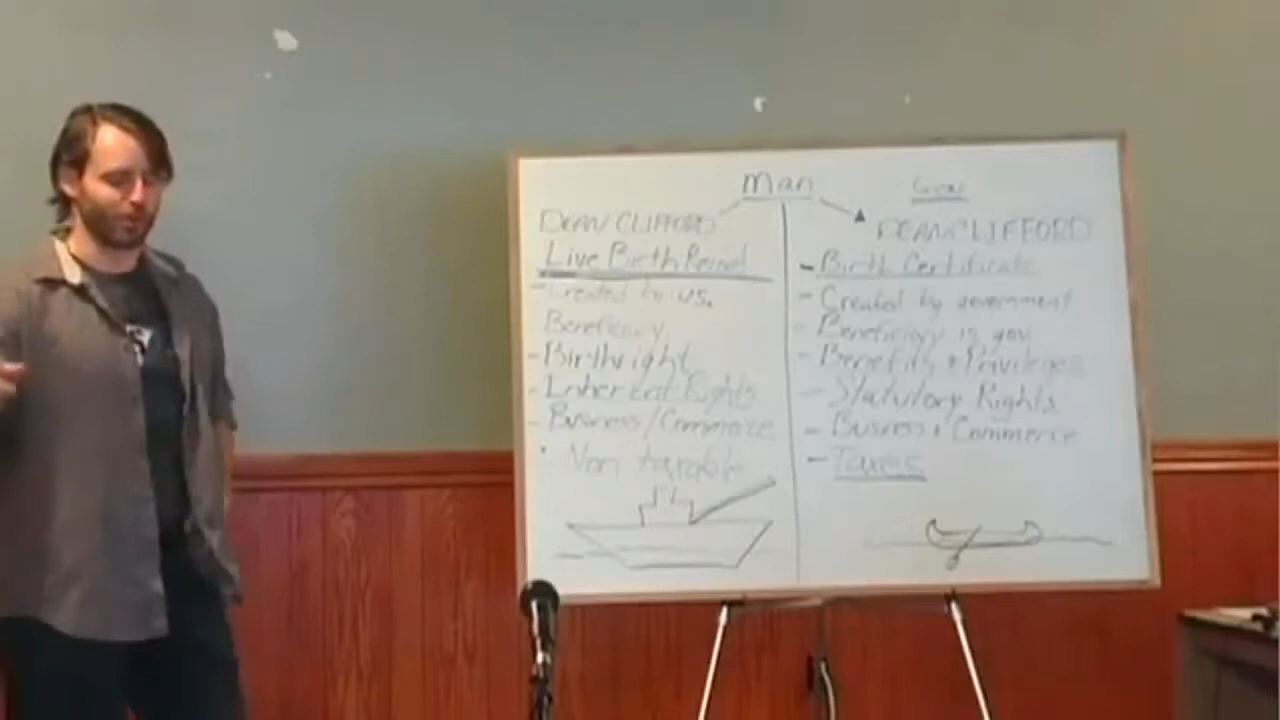 Man
Gov
DEAN CLIFFORD
Live Birth Record
- Created to us.
Beneficiary
- Birthright
- Inherent Rights
- Business/Commerce
- Non taxable
DEAN CLIFFORD
- Birth Certificate
- Created by government
- Beneficiary is gov
- Benefits + Privileges
- Statutory Rights
- Business + Commerce
- Taxes